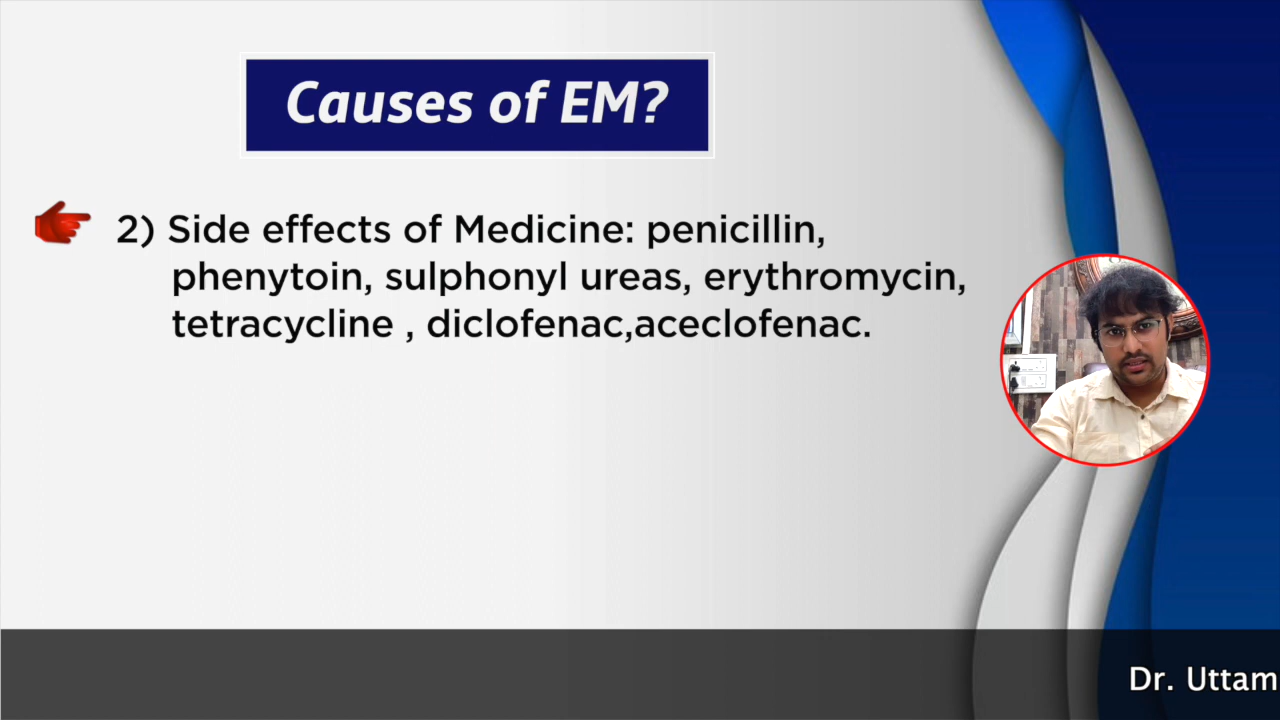 Causes of EM?
2) Side effects of Medicine: penicillin,
phenytoin, sulphonyl ureas, erythromycin,
tetracycline , diclofenac,aceclofenac.
Dr. Uttam